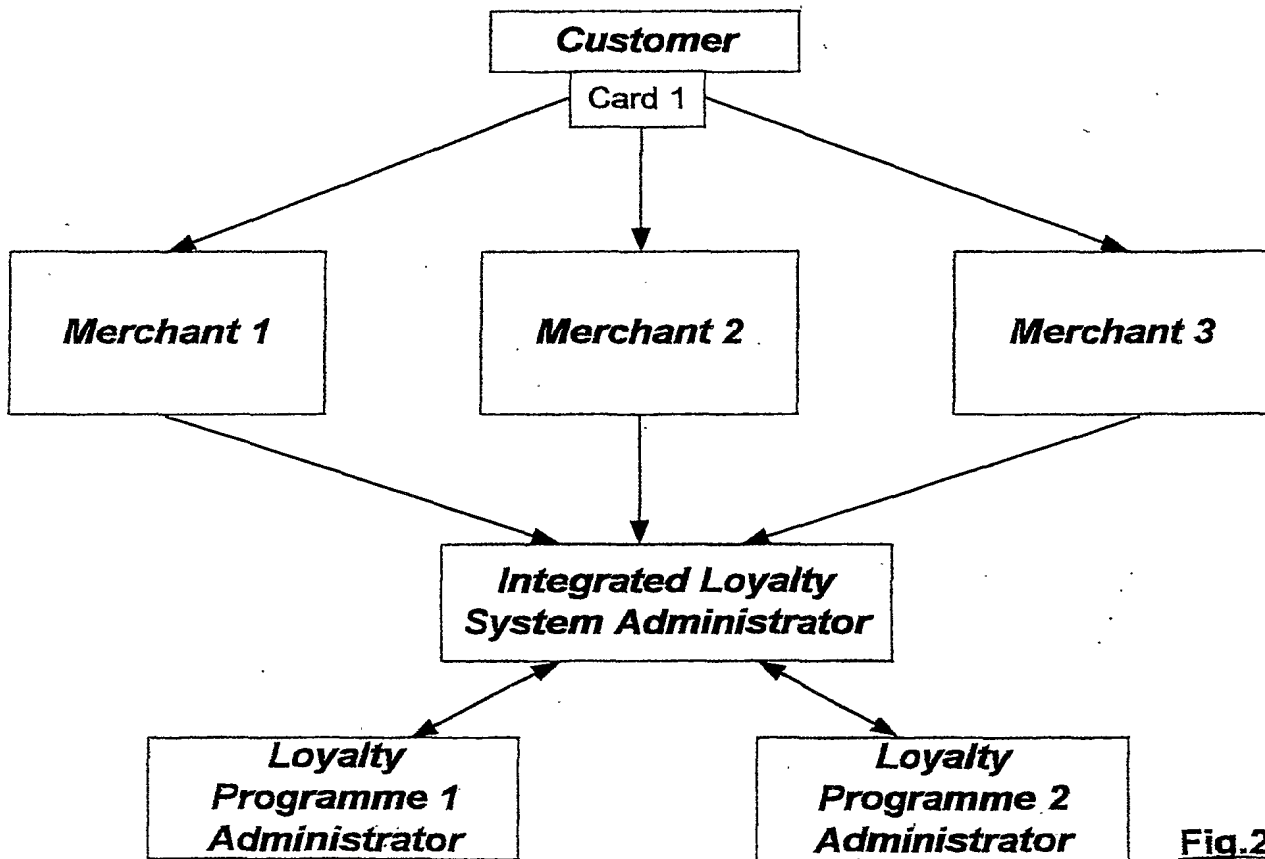 Customer
Card 1
Merchant 1
Merchant 2
Merchant 3
Integrated Loyalty
System Administrator
Loyalty
Programme 1
Administrator
Loyalty
Programme 2
Administrator
Fig.2